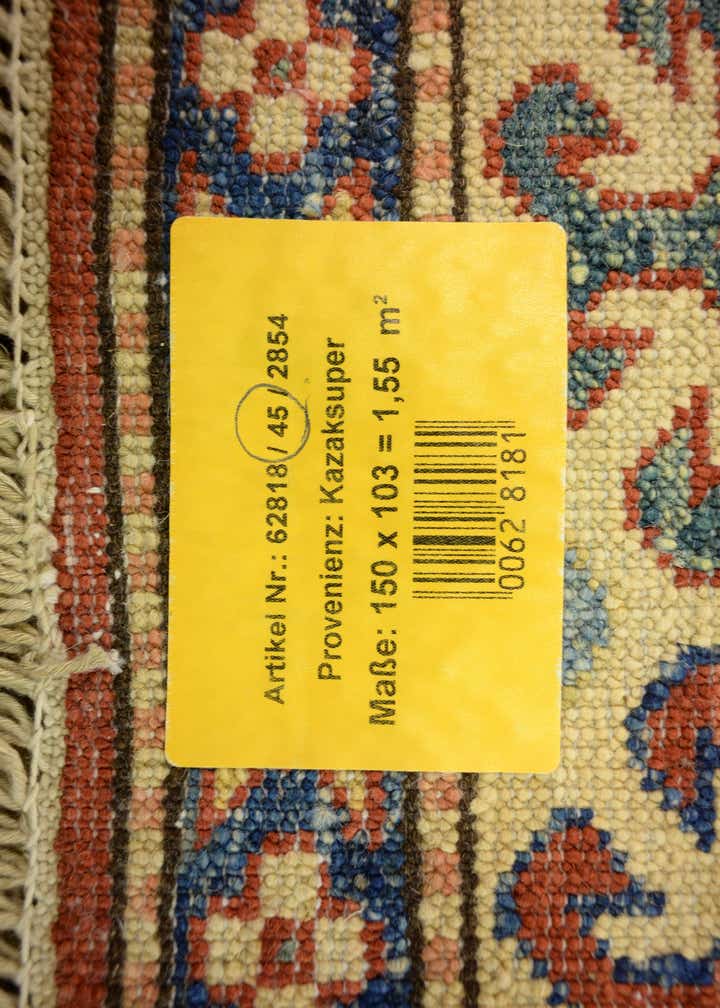 Artikel Nr.: 62818 / 45 / 2854
Provenienz: Kazaksuper
Maße: 150 x 103 = 1,55 m²
0062 8181